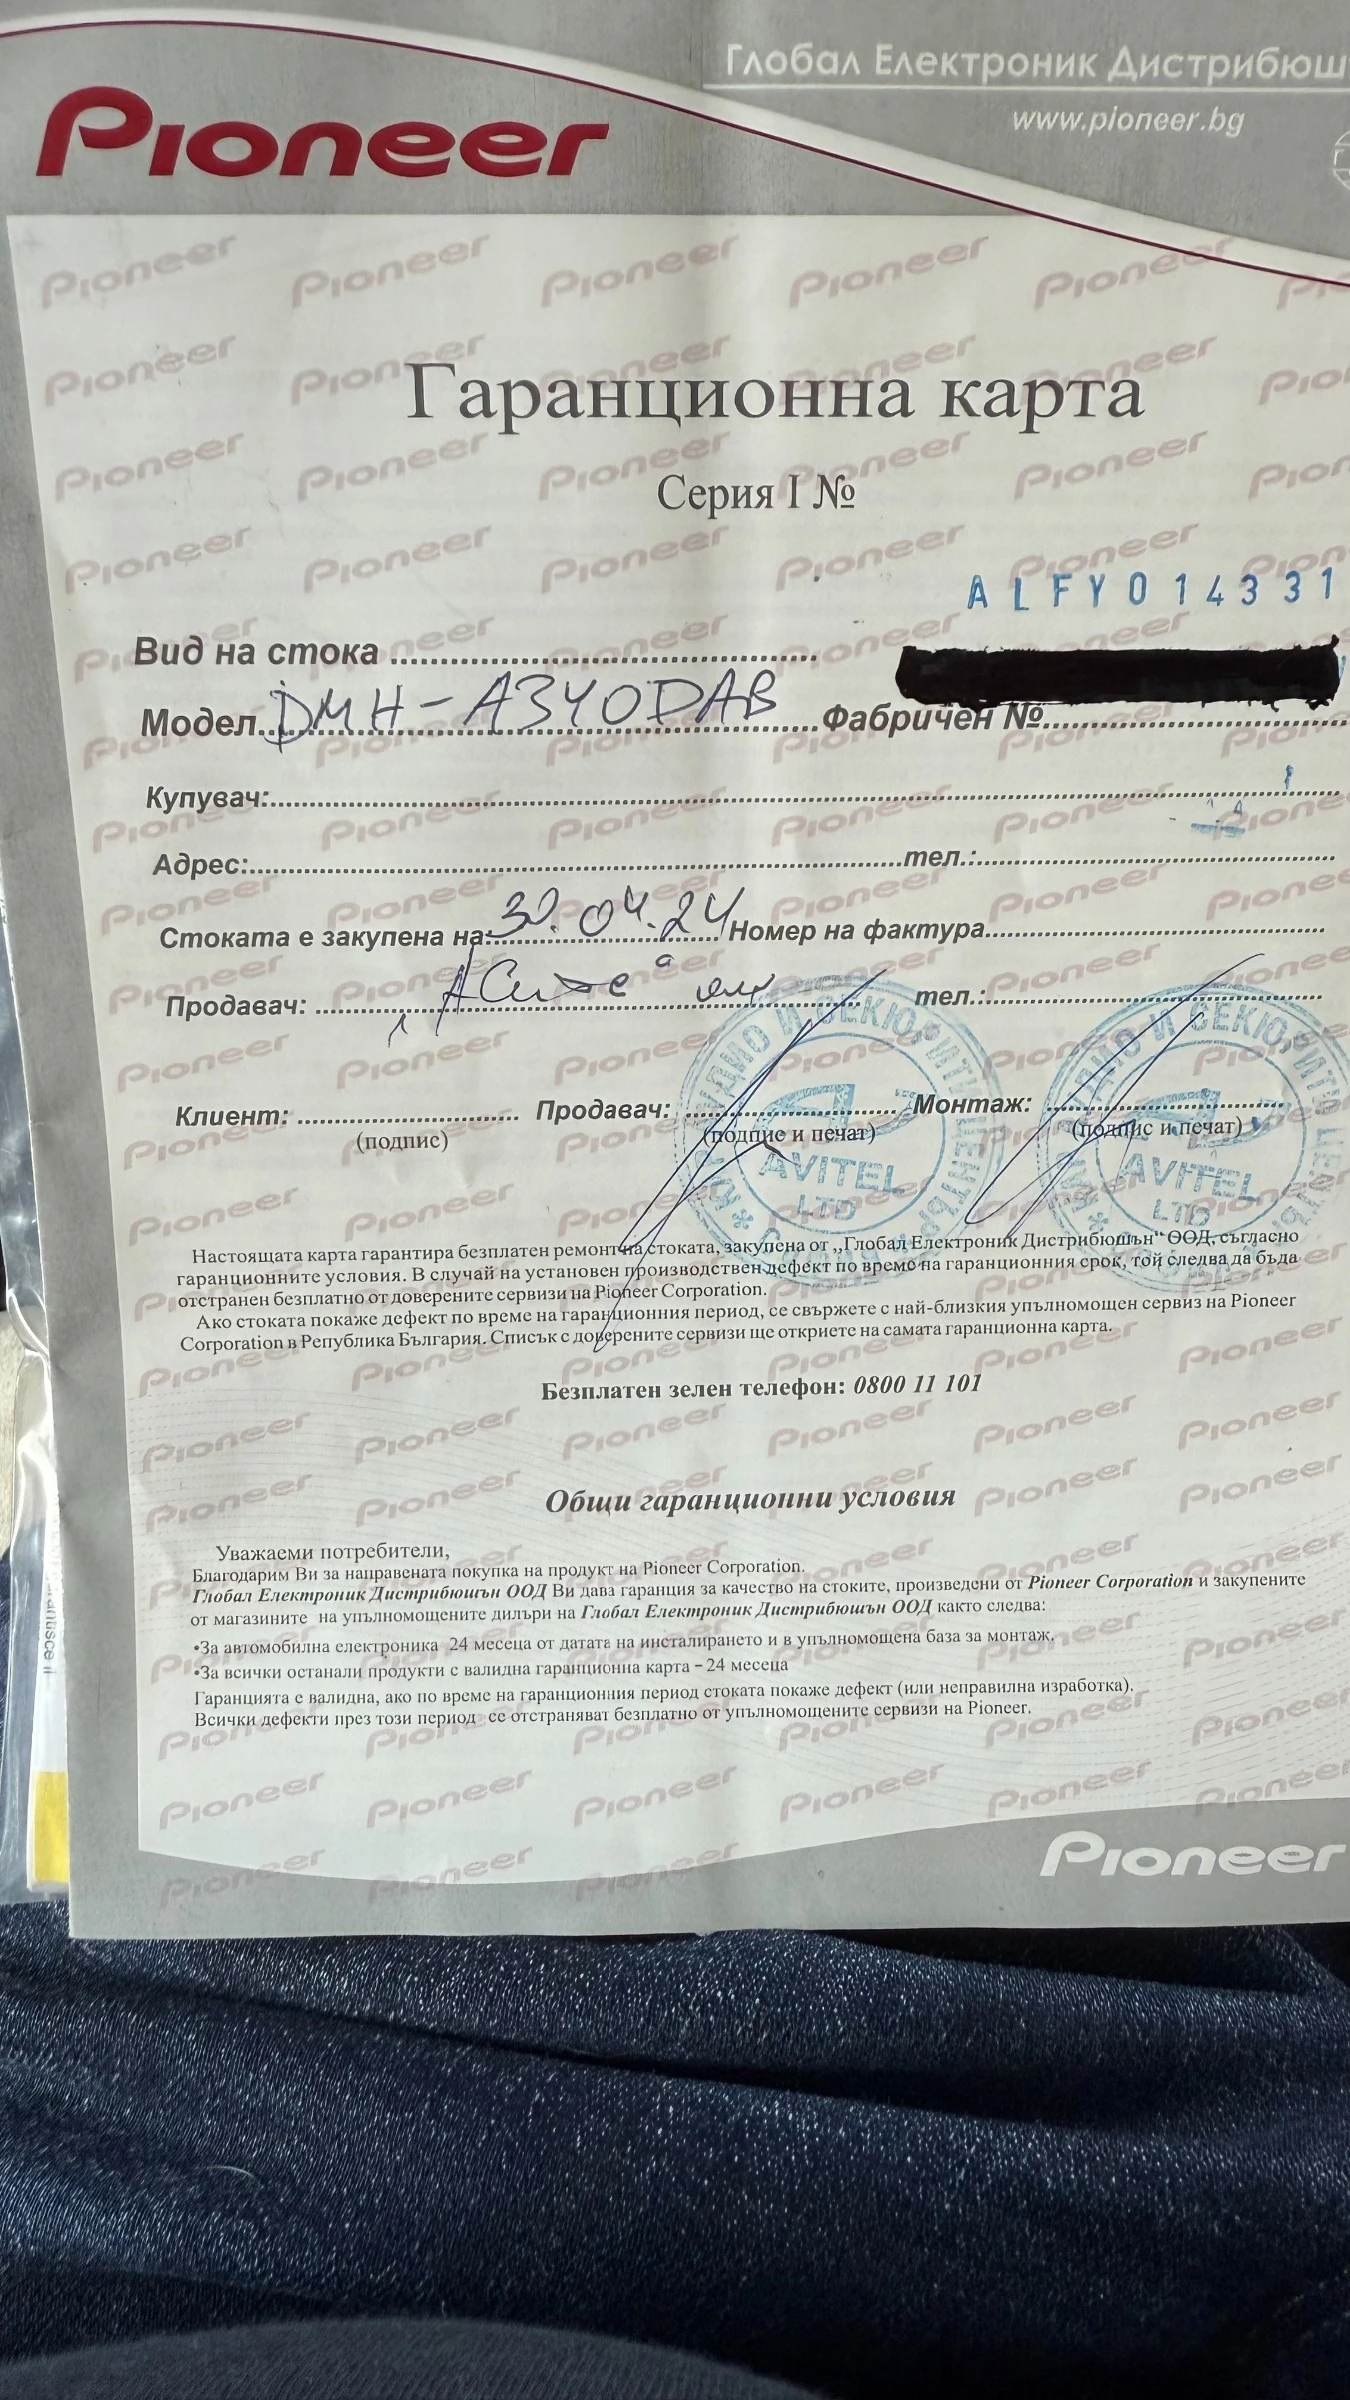 Глобал Електроник Дистрибюш
www.pioneer.bg
Pioneer
Гаранционна карта
Серия I №
ALFY014331
Вид на стока
Модел DMH-A340DAB Фабричен №
Купувач:
Адрес: тел.:
Стоката е закупена на: 30.04.24 Номер на фактура
Продавач: тел.:
Клиент: Продавач: Монтаж:
(подпис) (подпис и печат) (подпис и печат)
AVITEL LTD
AVITEL LTD
Настоящата карта гарантира безплатен ремонт на стоката, закупена от „Глобал Електроник Дистрибюшън“ ООД, съгласно
гаранционните условия. В случай на установен производствен дефект по време на гаранционния срок, той следва да бъда
отстранен безплатно от доверените сервизи на Pioneer Corporation.
Ако стоката покаже дефект по време на гаранционния период, се свържете с най-близкия упълномощен сервиз на Pioneer
Corporation в Република България. Списък с доверените сервизи ще откриете на самата гаранционна карта.
Безплатен зелен телефон: 0800 11 101
Общи гаранционни условия
Уважаеми потребители,
Благодарим Ви за направената покупка на продукт на Pioneer Corporation.
Глобал Електроник Дистрибюшън ООД Ви дава гаранция за качество на стоките, произведени от Pioneer Corporation и закупените
от магазините на упълномощените дилъри на Глобал Електроник Дистрибюшън ООД както следва:
•За автомобилна електроника 24 месеца от датата на инсталирането и в упълномощена база за монтаж.
•За всички останали продукти с валидна гаранционна карта – 24 месеца
Гаранцията е валидна, ако по време на гаранционния период стоката покаже дефект (или неправилна изработка).
Всички дефекти през този период се отстраняват безплатно от упълномощените сервизи на Pioneer.
Pioneer